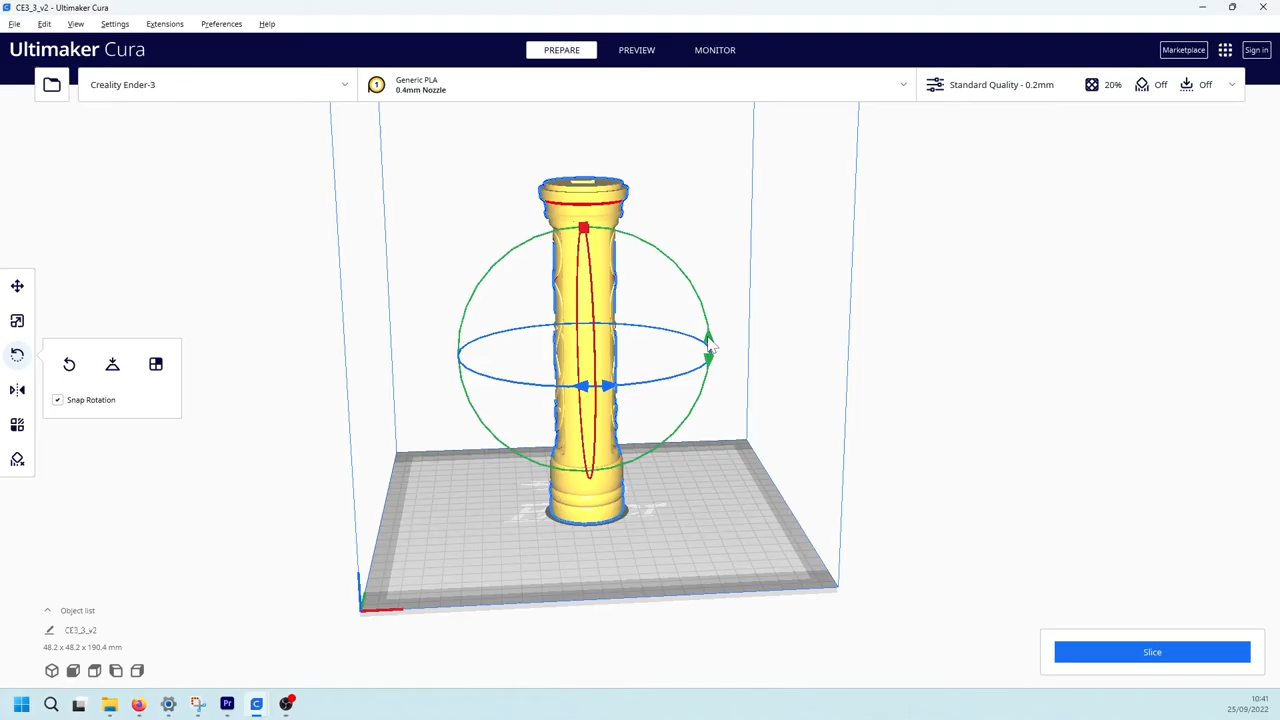 CE3_3_v2 - Ultimaker Cura
File Edit View Settings Extensions Preferences Help
Ultimaker Cura
PREPARE PREVIEW MONITOR
Marketplace Sign in
Creality Ender-3
1
Generic PLA
0.4mm Nozzle
Standard Quality - 0.2mm 20% Off Off
Snap Rotation
Object list
CE3_3_v2
48.2 x 48.2 x 190.4 mm
Slice
Pr
10:41
25/09/2022